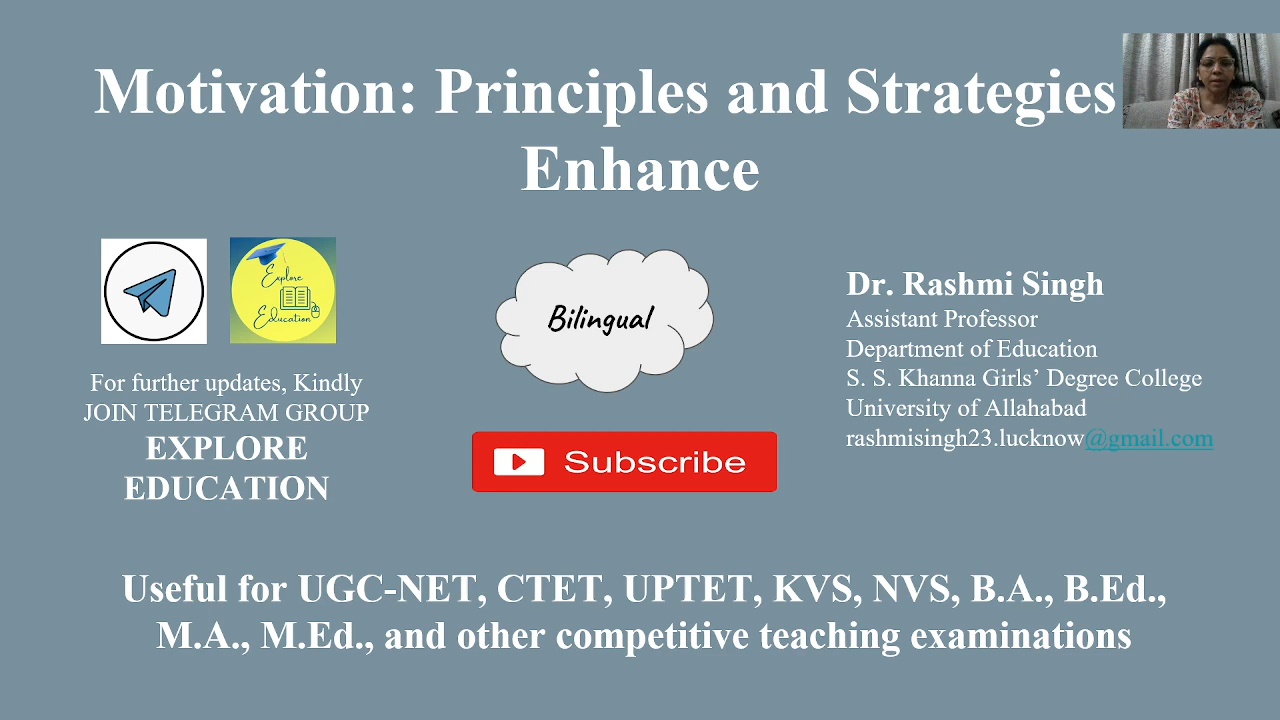 Motivation: Principles and Strategies
Enhance
Explore
Education
For further updates, Kindly
JOIN TELEGRAM GROUP
EXPLORE
EDUCATION
Bilingual
Subscribe
Dr. Rashmi Singh
Assistant Professor
Department of Education
S. S. Khanna Girls’ Degree College
University of Allahabad
rashmisingh23.lucknow@gmail.com
Useful for UGC-NET, CTET, UPTET, KVS, NVS, B.A., B.Ed.,
M.A., M.Ed., and other competitive teaching examinations